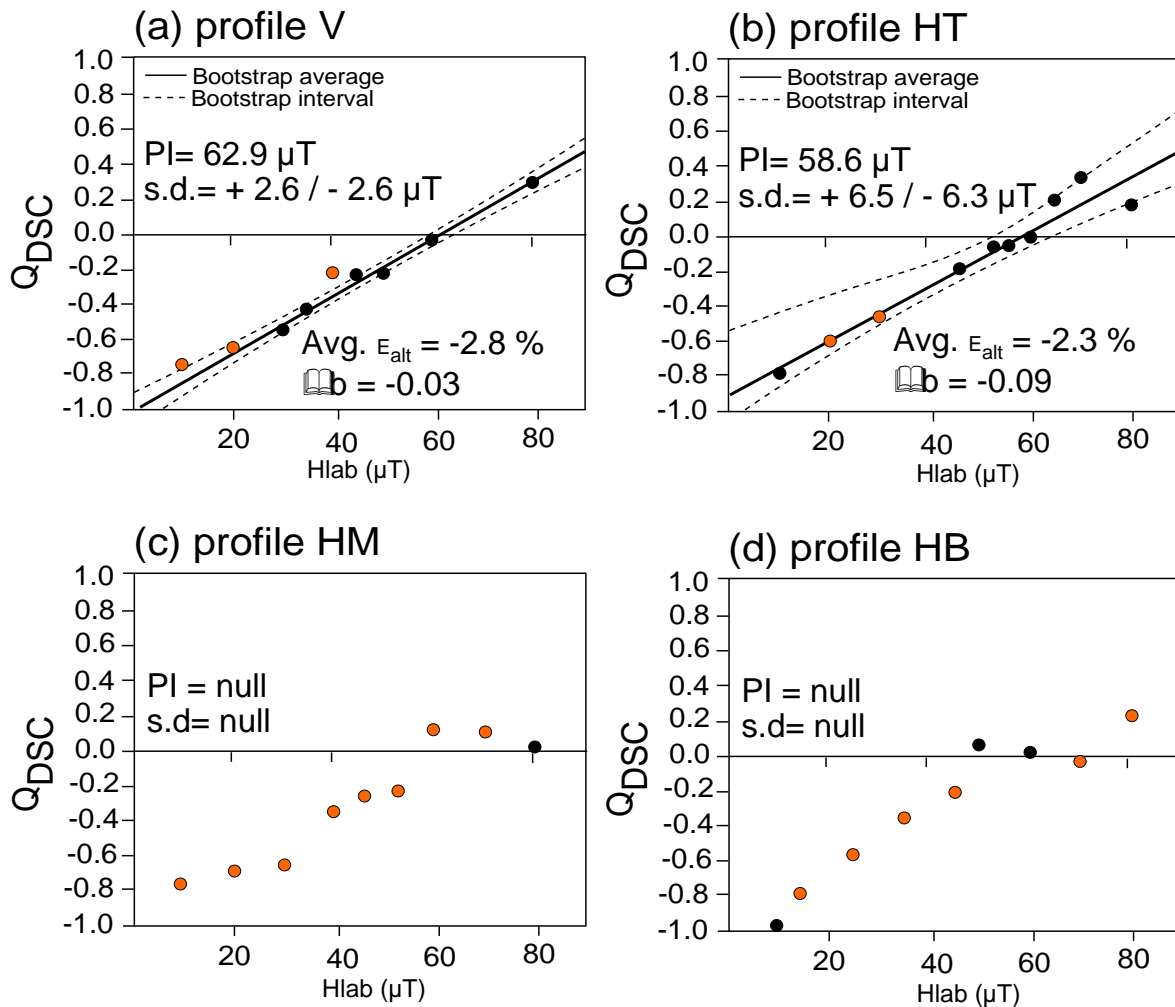 (a) profile V
1.0
0.8
0.6
0.4
0.2
0.0
-0.2
-0.4
-0.6
-0.8
-1.0
QDSC
Bootstrap average
Bootstrap interval
PI= 62.9 µT
s.d.= + 2.6 / - 2.6 µT
Avg. Ealt = -2.8 %
b = -0.03
20
40
60
80
Hlab (µT)
(b) profile HT
1.0
0.8
0.6
0.4
0.2
0.0
-0.2
-0.4
-0.6
-0.8
-1.0
QDSC
Bootstrap average
Bootstrap interval
PI= 58.6 µT
s.d.= + 6.5 / - 6.3 µT
Avg. Ealt = -2.3 %
b = -0.09
20
40
60
80
Hlab (µT)
(c) profile HM
1.0
0.8
0.6
0.4
0.2
0.0
-0.2
-0.4
-0.6
-0.8
-1.0
QDSC
PI = null
s.d= null
20
40
60
80
Hlab (µT)
(d) profile HB
1.0
0.8
0.6
0.4
0.2
0.0
-0.2
-0.4
-0.6
-0.8
-1.0
QDSC
PI = null
s.d= null
20
40
60
80
Hlab (µT)